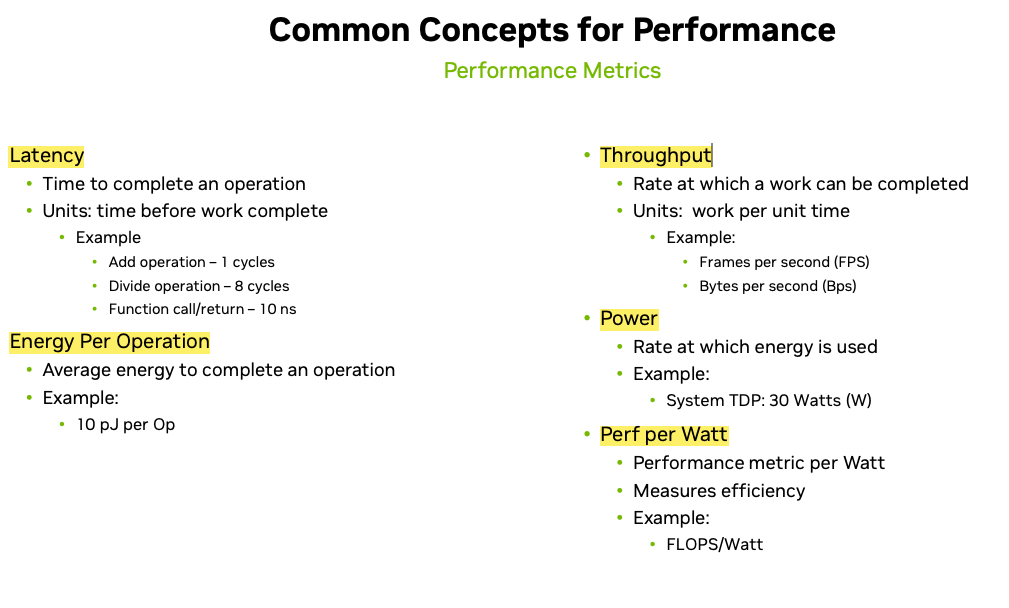 Common Concepts for Performance
Performance Metrics
Latency
• Time to complete an operation
• Units: time before work complete
• Example
• Add operation – 1 cycles
• Divide operation – 8 cycles
• Function call/return – 10 ns
Energy Per Operation
• Average energy to complete an operation
• Example:
• 10 pJ per Op
• Throughput
• Rate at which a work can be completed
• Units:  work per unit time
• Example:
• Frames per second (FPS)
• Bytes per second (Bps)
• Power
• Rate at which energy is used
• Example:
• System TDP: 30 Watts (W)
• Perf per Watt
• Performance metric per Watt
• Measures efficiency
• Example:
• FLOPS/Watt